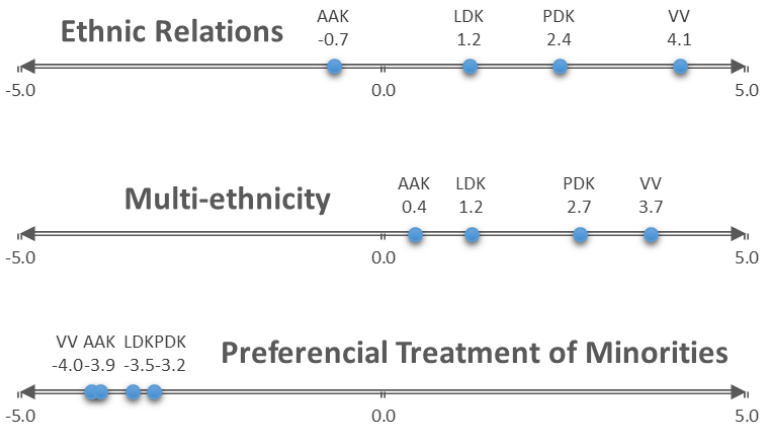 Ethnic Relations
AAK LDK PDK VV
-0.7 1.2 2.4 4.1
-5.0 0.0 5.0
Multi-ethnicity
AAK LDK PDK VV
0.4 1.2 2.7 3.7
-5.0 0.0 5.0
VV AAK LDKPDK
-4.0-3.9 -3.5-3.2
Preferencial Treatment of Minorities
-5.0 0.0 5.0